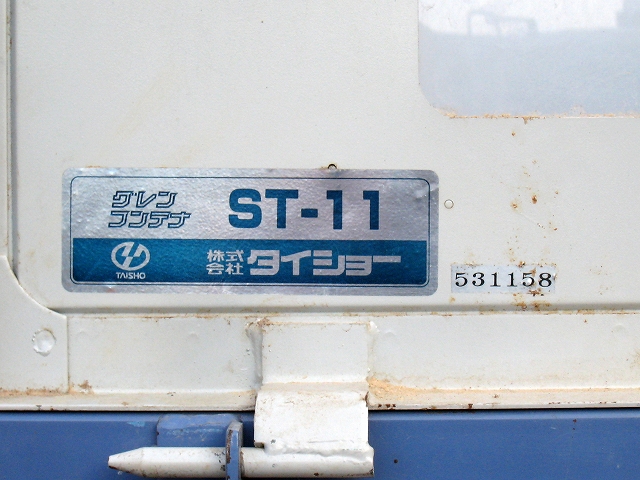 グレン
コンテナ
ST-11
TAISHO
株式
会社
タイショー
531158